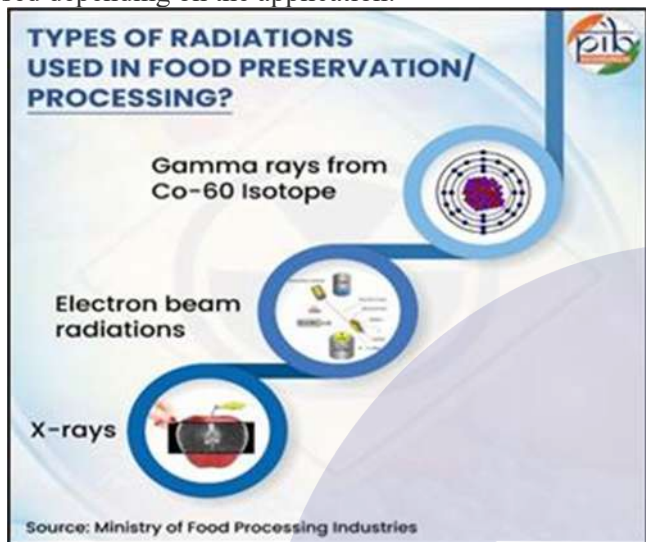 TYPES OF RADIATIONS
USED IN FOOD PRESERVATION/
PROCESSING?
pib
Gamma rays from
Co-60 Isotope
Electron beam
radiations
X-rays
Source: Ministry of Food Processing Industries